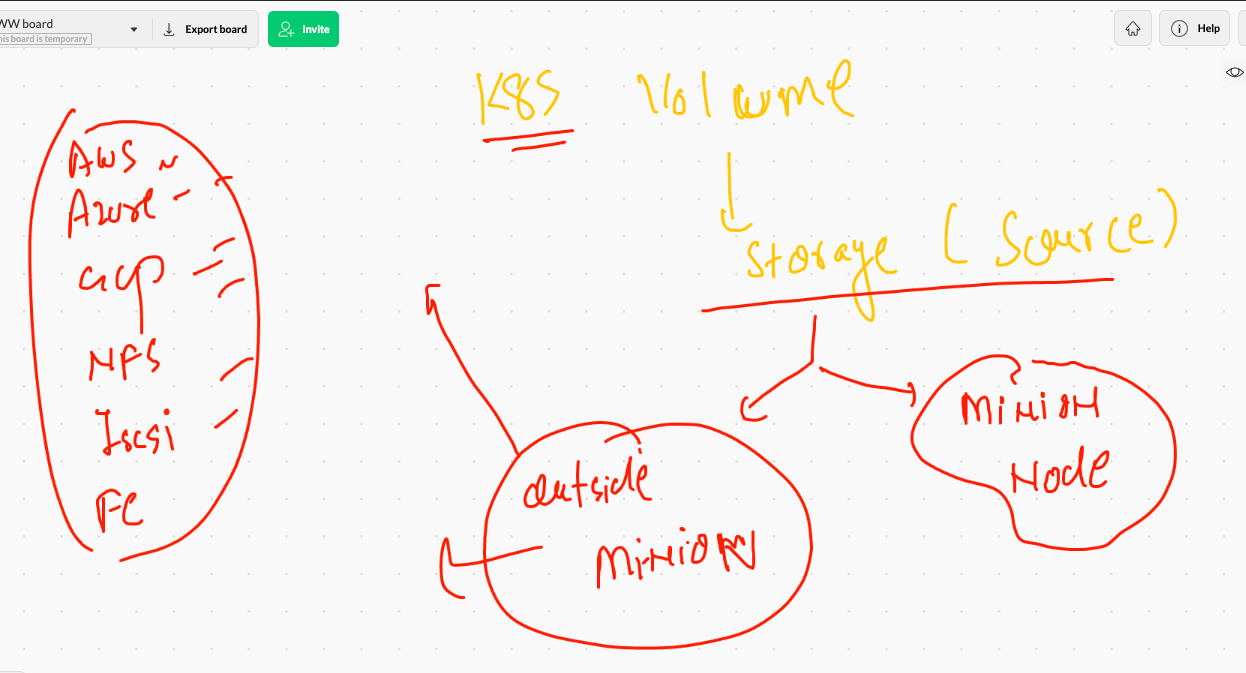 WW board
his board is temporary
Export board
Invite
Help
K8S Volume
Storage (Source)
AWS
Azure
GCP
NFS
Iscsi
FC
outside
MiNiON
MiNiON
Node